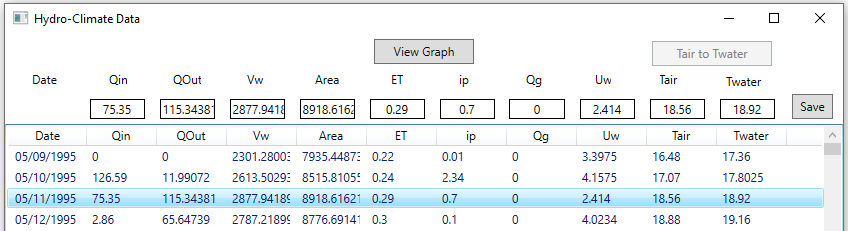 Hydro-Climate Data
View Graph
Tair to Twater
Date Qin QOut Vw Area ET ip Qg Uw Tair Twater
75.35 115.34381 2877.9418 8918.6162 0.29 0.7 0 2.414 18.56 18.92 Save
Date Qin QOut Vw Area ET ip Qg Uw Tair Twater
05/09/1995 0 0 2301.28003 7935.44873 0.22 0.01 0 3.3975 16.48 17.36
05/10/1995 126.59 11.99072 2613.50293 8515.81055 0.24 2.34 0 4.1575 17.07 17.8025
05/11/1995 75.35 115.34381 2877.94189 8918.61621 0.29 0.7 0 2.414 18.56 18.92
05/12/1995 2.86 65.64739 2787.21899 8776.69141 0.3 0.1 0 4.0234 18.88 19.16